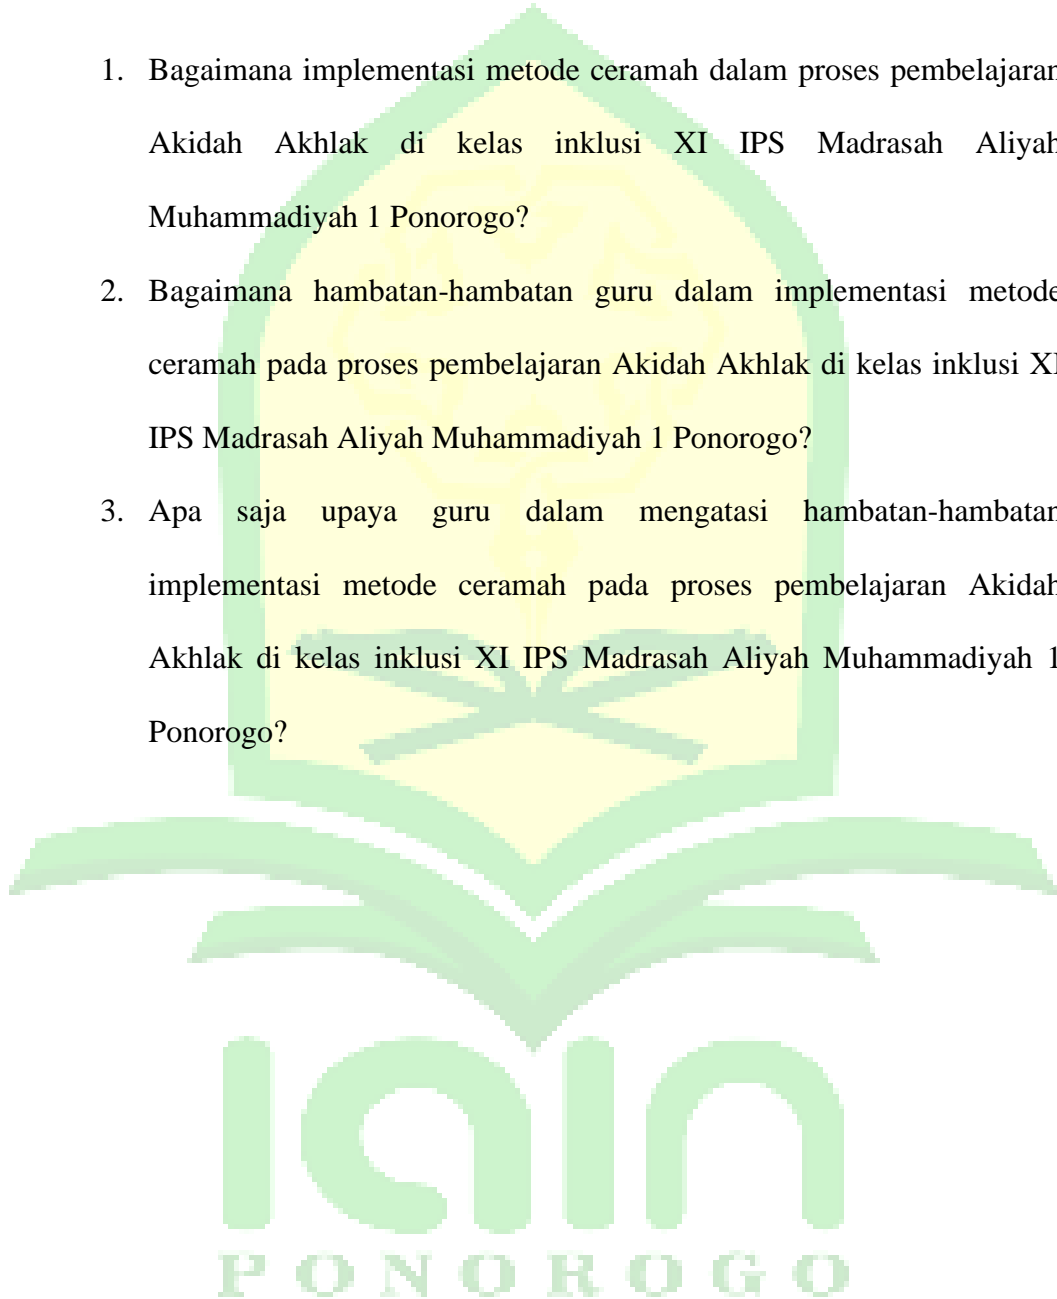 1. Bagaimana implementasi metode ceramah dalam proses pembelajaran
Akidah Akhlak di kelas inklusi XI IPS Madrasah Aliyah
Muhammadiyah 1 Ponorogo?
2. Bagaimana hambatan-hambatan guru dalam implementasi metode
ceramah pada proses pembelajaran Akidah Akhlak di kelas inklusi XI
IPS Madrasah Aliyah Muhammadiyah 1 Ponorogo?
3. Apa saja upaya guru dalam mengatasi hambatan-hambatan
implementasi metode ceramah pada proses pembelajaran Akidah
Akhlak di kelas inklusi XI IPS Madrasah Aliyah Muhammadiyah 1
Ponorogo?
iain
PONOROGO